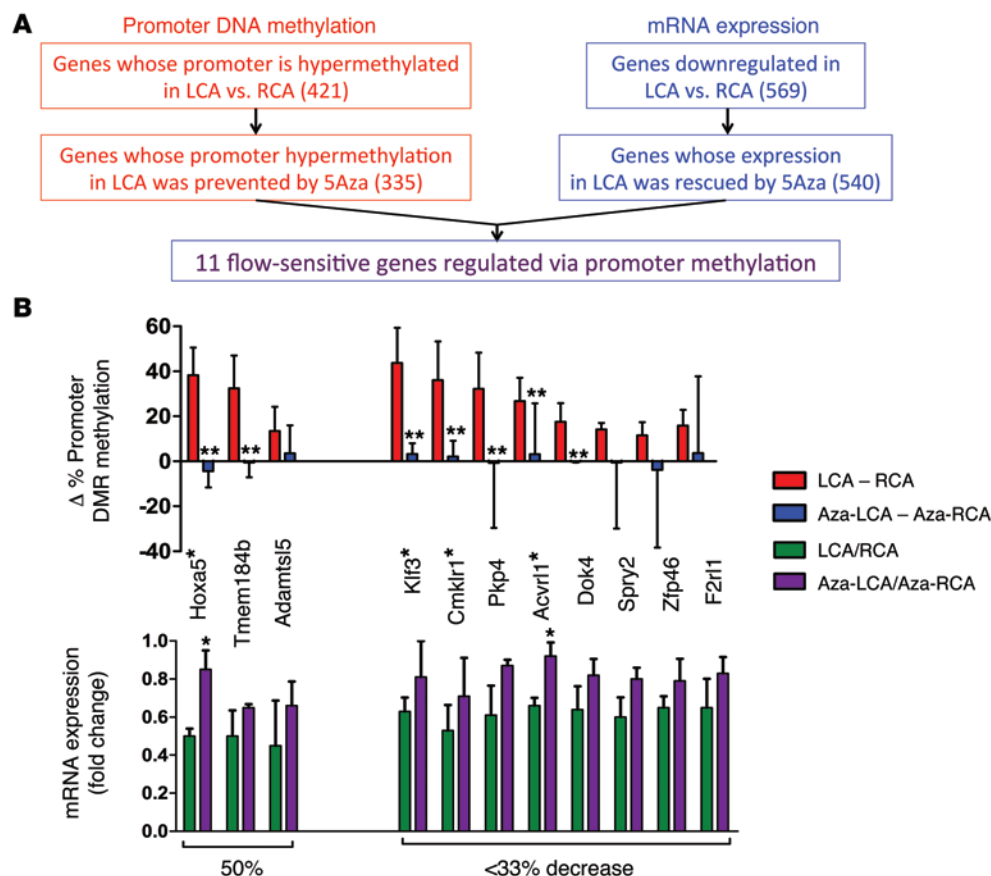 A
Promoter DNA methylation
mRNA expression
Genes whose promoter is hypermethylated
in LCA vs. RCA (421)
Genes downregulated in
LCA vs. RCA (569)
Genes whose promoter hypermethylation
in LCA was prevented by 5Aza (335)
Genes whose expression
in LCA was rescued by 5Aza (540)
11 flow-sensitive genes regulated via promoter methylation
B
Δ % Promoter
DMR methylation
60
40
20
0
-20
-40
**
**
**
**
**
**
**
Hoxa5*
Tmem184b
Adamtsl5
Klf3*
Cmklr1*
Pkp4
Acvrl1*
Dok4
Spry2
Zfp46
F2rl1
LCA – RCA
Aza-LCA – Aza-RCA
LCA/RCA
Aza-LCA/Aza-RCA
mRNA expression
(fold change)
1.0
0.8
0.6
0.4
0.2
0.0
*
*
50%
<33% decrease